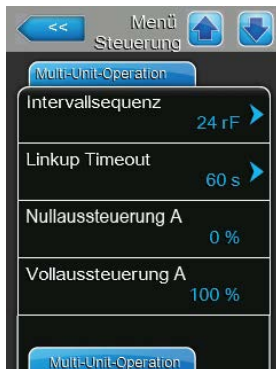 <<
Menü
Steuerung
Multi-Unit-Operation
Intervallsequenz
24 rF
Linkup Timeout
60 s
Nullaussteuerung A
0 %
Vollaussteuerung A
100 %
Multi-Unit-Operation